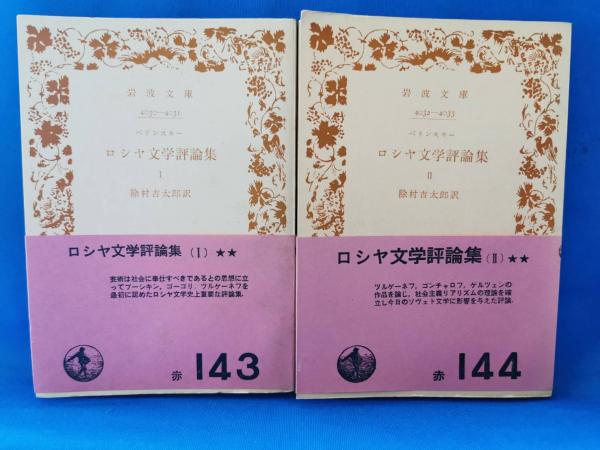 岩波文庫
4030—4031
ベリンスキー
ロシヤ文学評論集
I
除村吉太郎訳
ロシヤ文学評論集(I)★★
芸術は社会に奉仕すべきであるとの思想に立
ってプーシキン, ゴーゴリ, ツルゲーネフを
最初に認めたロシヤ文学史上重要な評論集.
赤 143
岩波文庫
4032—4033
ベリンスキー
ロシヤ文学評論集
II
除村吉太郎訳
ロシヤ文学評論集(II)★★
ツルゲーネフ, ゴンチャロフ, ゲルツェンの
作品を論じ, 社会主義リアリズムの理論を確
立し今日のソヴェト文学に影響を与えた評論.
赤 144